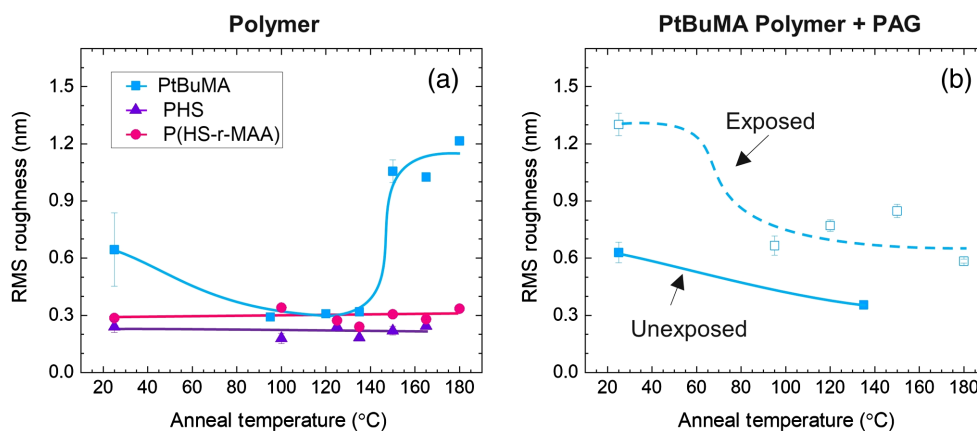 Polymer
PtBuMA Polymer + PAG
1.5
1.2
0.9
0.6
0.3
0.0
RMS roughness (nm)
PtBuMA
PHS
P(HS-r-MAA)
(a)
20 40 60 80 100 120 140 160 180
Anneal temperature (°C)
1.5
1.2
0.9
0.6
0.3
0.0
RMS roughness (nm)
(b)
Exposed
Unexposed
20 40 60 80 100 120 140 160 180
Anneal temperature (°C)